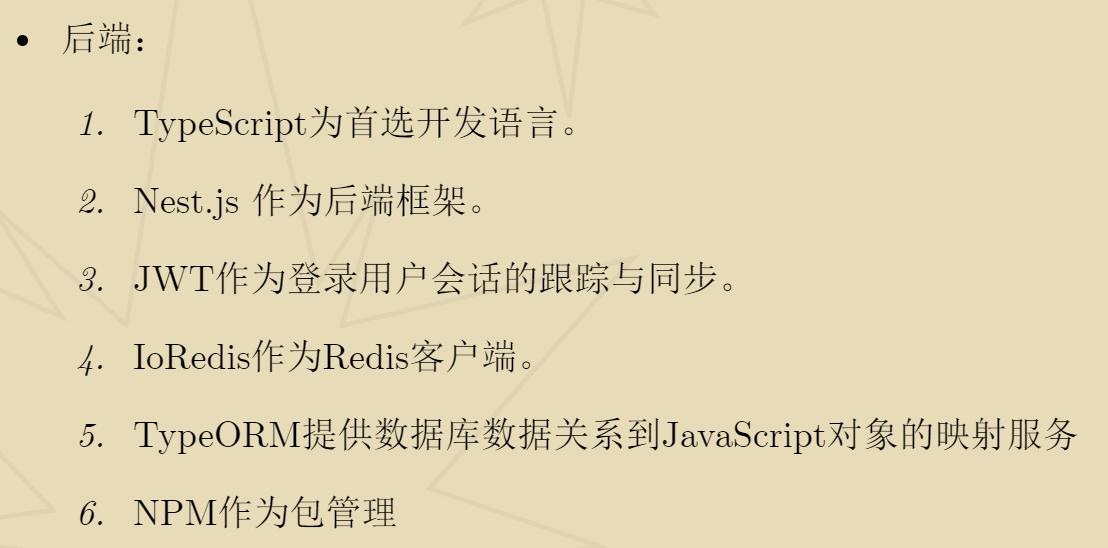 • 后端：
1. TypeScript为首选开发语言。
2. Nest.js 作为后端框架。
3. JWT作为登录用户会话的跟踪与同步。
4. IoRedis作为Redis客户端。
5. TypeORM提供数据库数据关系到JavaScript对象的映射服务
6. NPM作为包管理